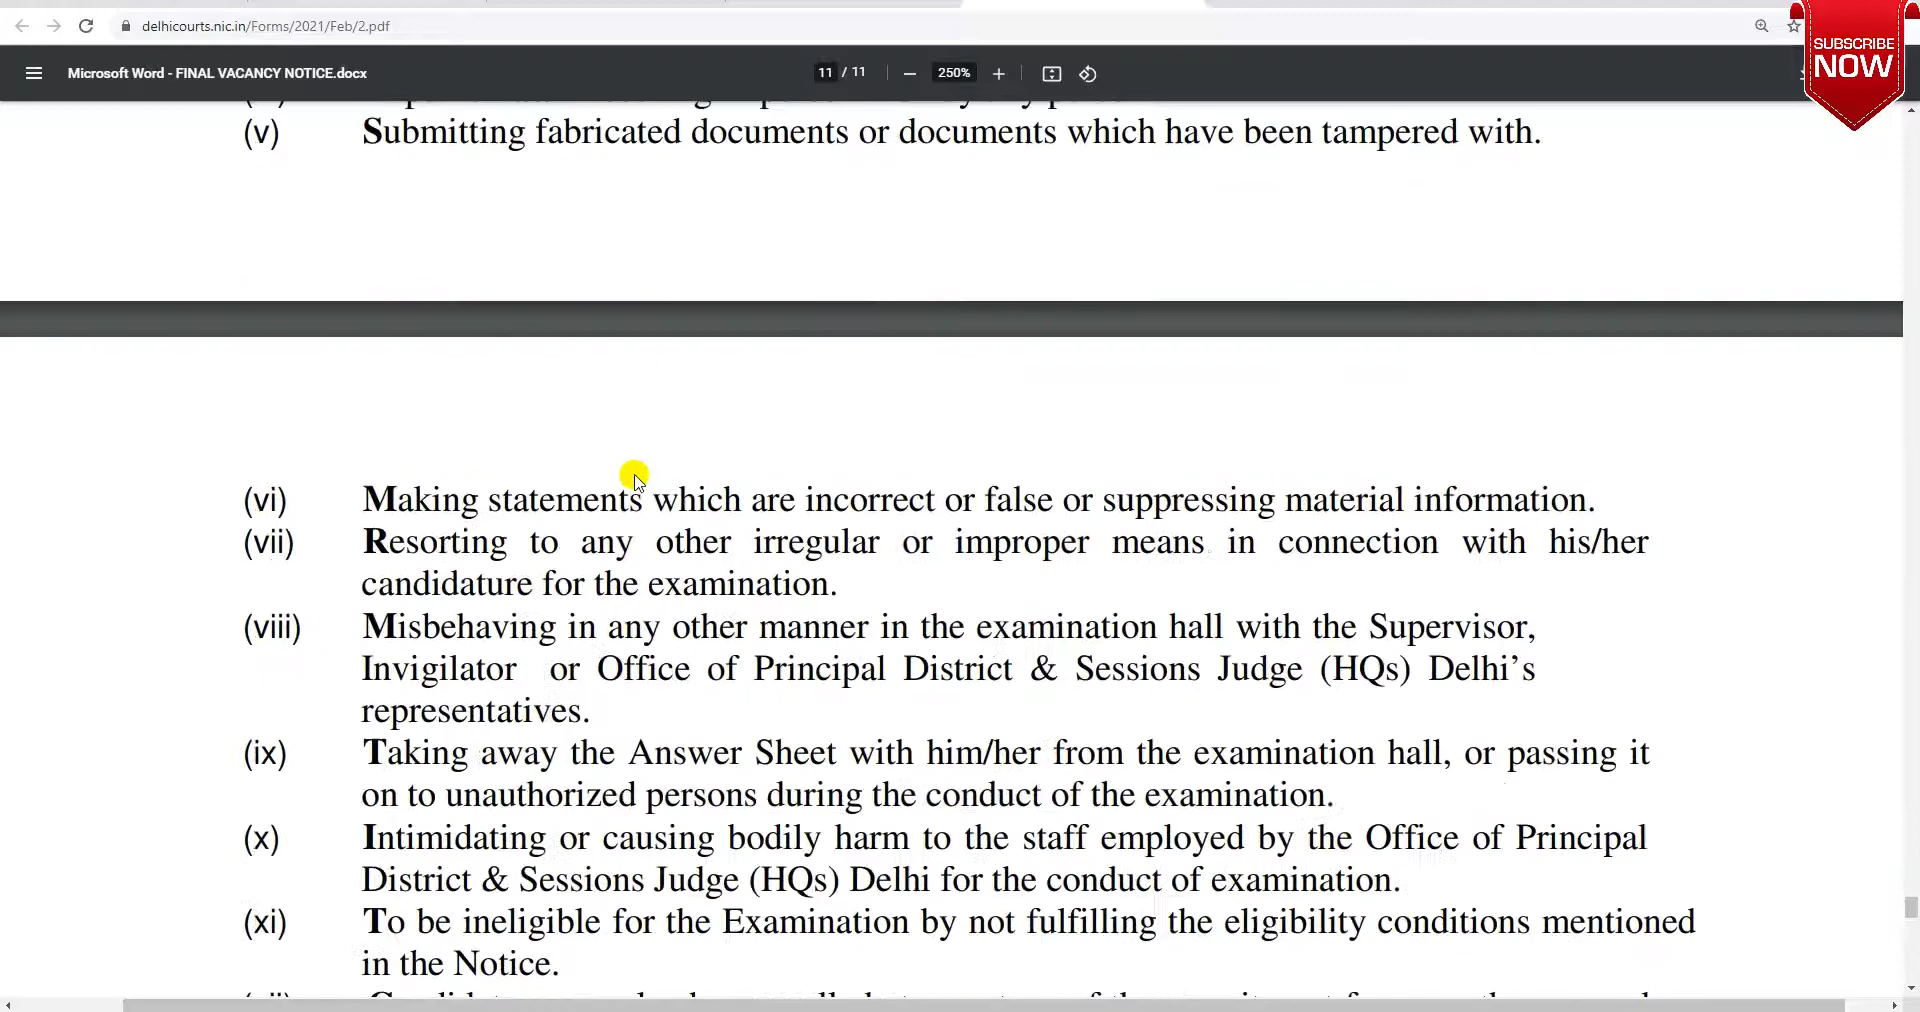 delhicourts.nic.in/Forms/2021/Feb/2.pdf
SUBSCRIBE
NOW
Microsoft Word - FINAL VACANCY NOTICE.docx
11 / 11
250%
(v) Submitting fabricated documents or documents which have been tampered with.
(vi) Making statements which are incorrect or false or suppressing material information.
(vii) Resorting to any other irregular or improper means in connection with his/her
candidature for the examination.
(viii) Misbehaving in any other manner in the examination hall with the Supervisor,
Invigilator or Office of Principal District & Sessions Judge (HQs) Delhi's
representatives.
(ix) Taking away the Answer Sheet with him/her from the examination hall, or passing it
on to unauthorized persons during the conduct of the examination.
(x) Intimidating or causing bodily harm to the staff employed by the Office of Principal
District & Sessions Judge (HQs) Delhi for the conduct of examination.
(xi) To be ineligible for the Examination by not fulfilling the eligibility conditions mentioned
in the Notice.